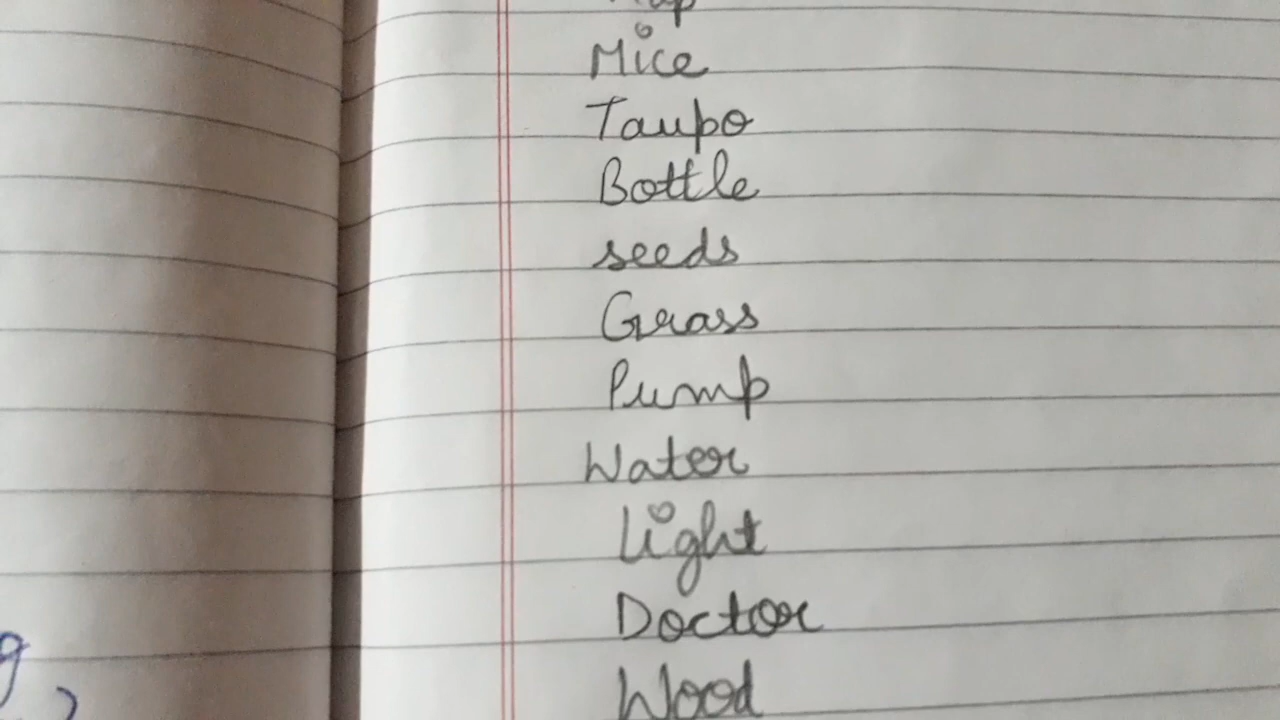 Mice
Taupo
Bottle
seeds
Grass
Pump
Water
Light
Doctor
Wood